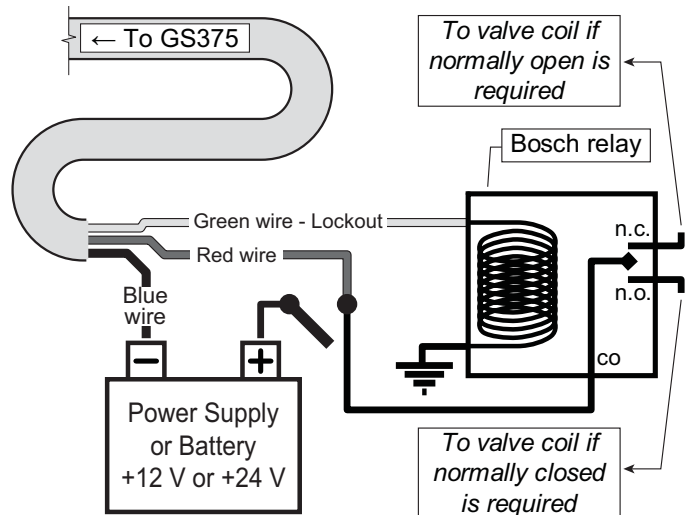 ← To GS375
To valve coil if
normally open is
required
Bosch relay
Green wire - Lockout
n.c.
Red wire
n.o.
Blue
wire
co
− +
Power Supply
or Battery
+12 V or +24 V
To valve coil if
normally closed
is required